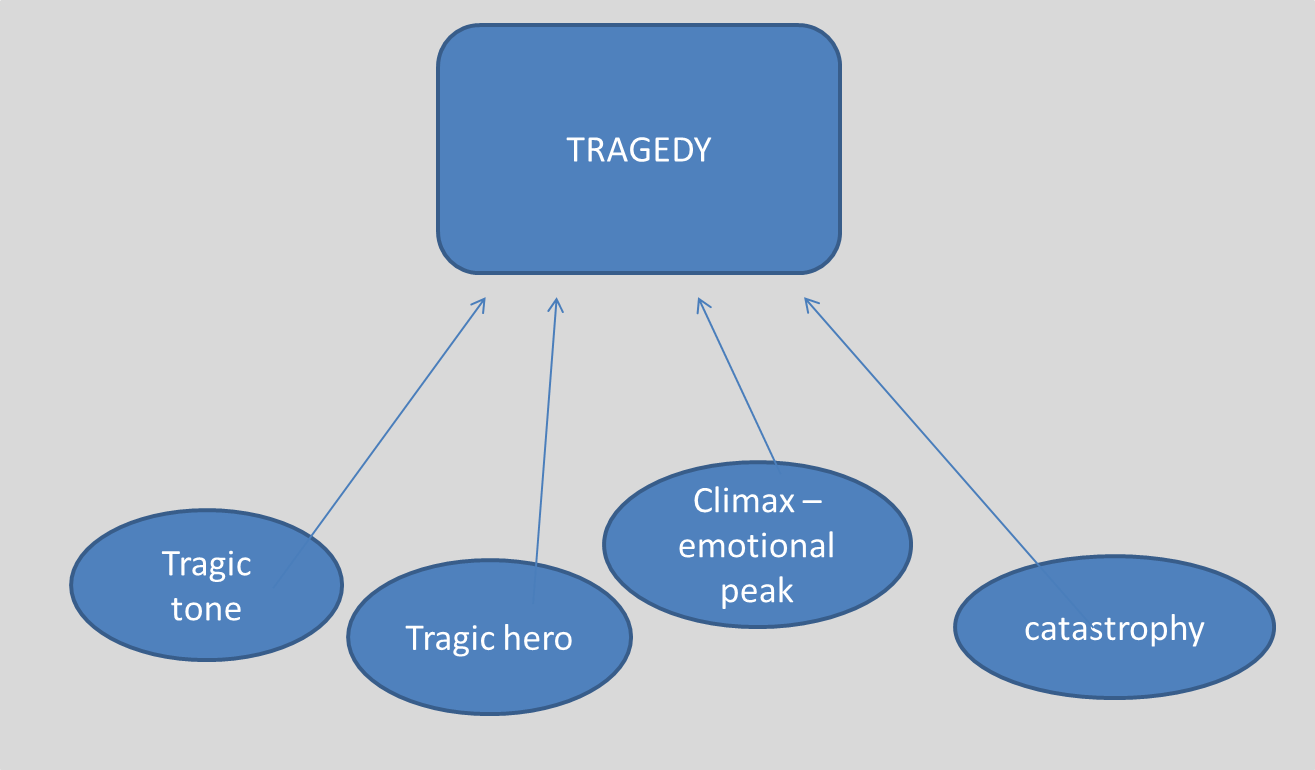 TRAGEDY
Tragic
tone
Tragic hero
Climax –
emotional
peak
catastrophy